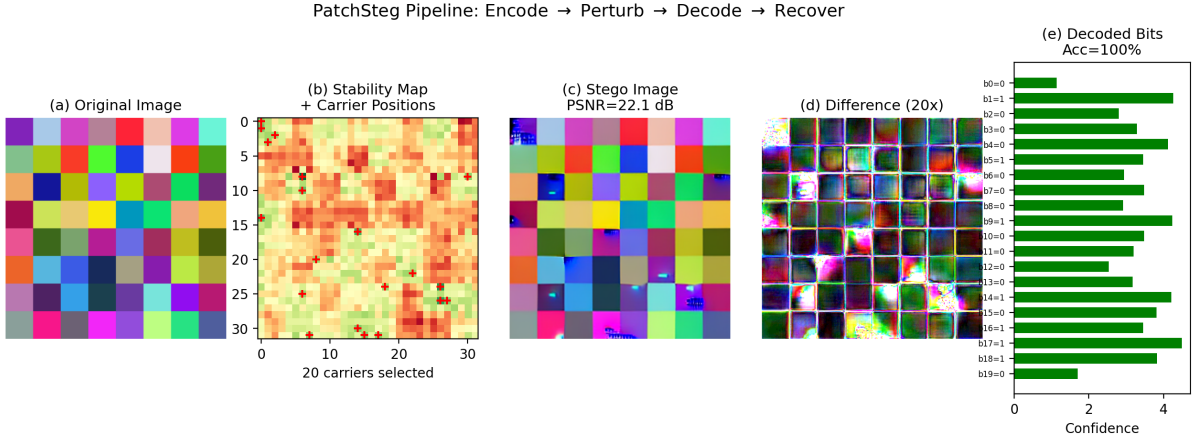 PatchSteg Pipeline: Encode → Perturb → Decode → Recover
(a) Original Image
(b) Stability Map
+ Carrier Positions
0
5
10
15
20
25
30
0
10
20
30
20 carriers selected
(c) Stego Image
PSNR=22.1 dB
(d) Difference (20x)
(e) Decoded Bits
Acc=100%
b0=0
b1=1
b2=0
b3=0
b4=0
b5=1
b6=0
b7=0
b8=0
b9=1
b10=0
b11=0
b12=0
b13=0
b14=1
b15=0
b16=1
b17=1
b18=1
b19=0
0
2
4
Confidence